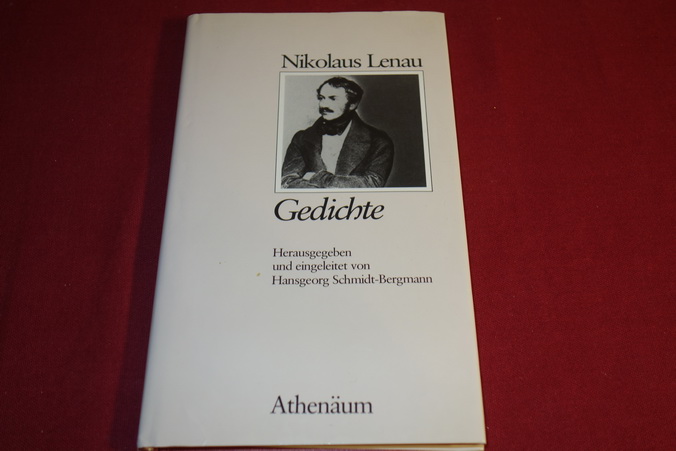 Nikolaus Lenau
Gedichte
Herausgegeben
und eingeleitet von
Hansgeorg Schmidt-Bergmann
Athenäum